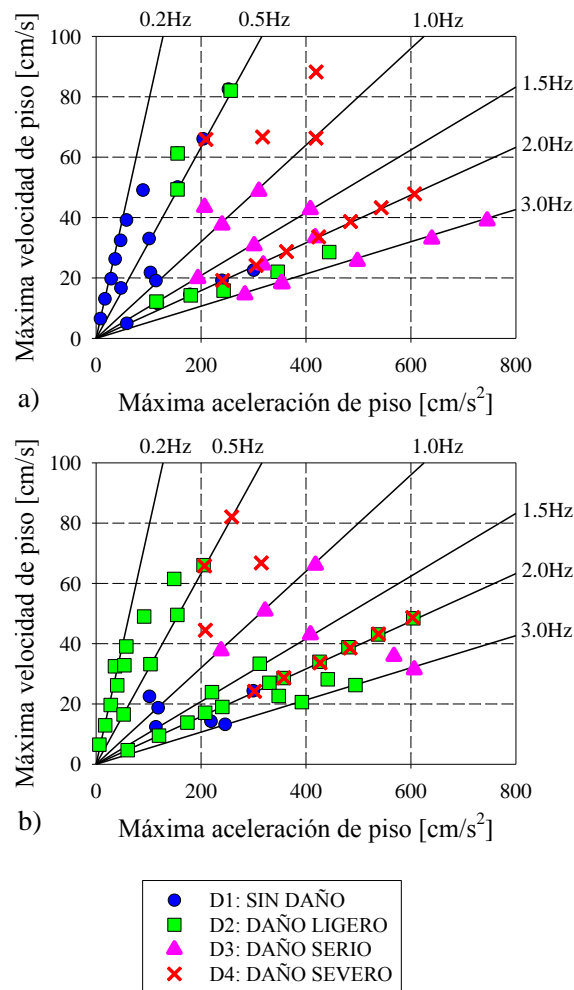 0.2Hz 0.5Hz 1.0Hz
1.5Hz
2.0Hz
3.0Hz
100
80
60
40
20
0
0 200 400 600 800
Máxima velocidad de piso [cm/s]
a) Máxima aceleración de piso [cm/s²]
0.2Hz 0.5Hz 1.0Hz
1.5Hz
2.0Hz
3.0Hz
100
80
60
40
20
0
0 200 400 600 800
Máxima velocidad de piso [cm/s]
b) Máxima aceleración de piso [cm/s²]
D1: SIN DAÑO
D2: DAÑO LIGERO
D3: DAÑO SERIO
D4: DAÑO SEVERO